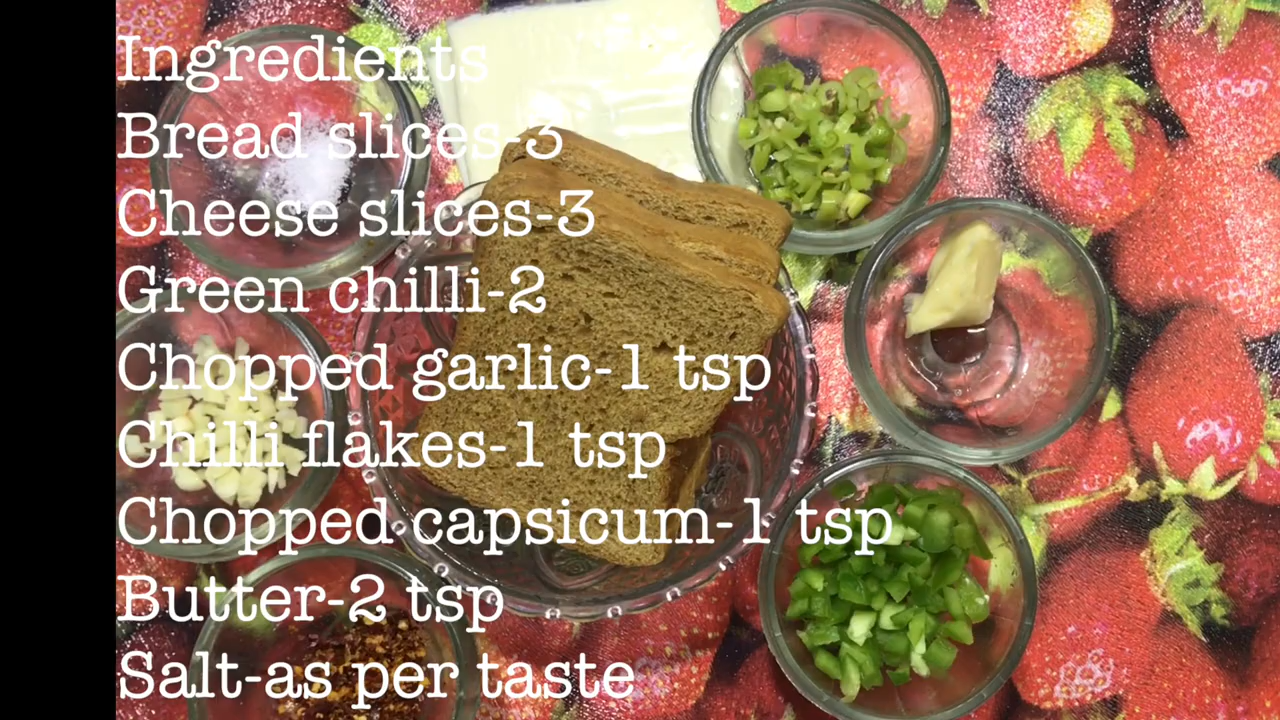 Ingredients
Bread slices-3
Cheese slices-3
Green chilli-2
Chopped garlic-1 tsp
Chilli flakes-1 tsp
Chopped capsicum-1 tsp
Butter-2 tsp
Salt-as per taste